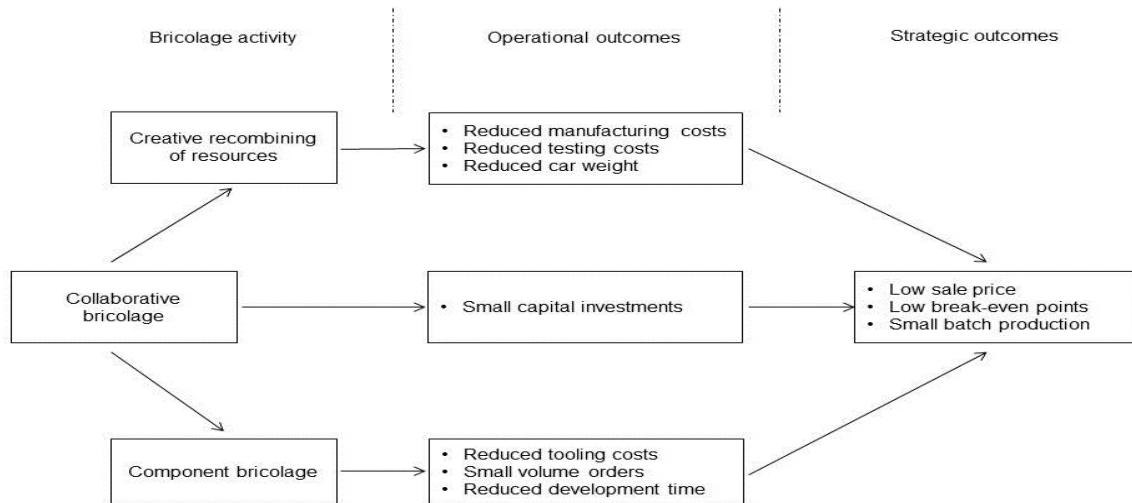 Bricolage activity
Operational outcomes
Strategic outcomes
Creative recombining
of resources
• Reduced manufacturing costs
• Reduced testing costs
• Reduced car weight
Collaborative
bricolage
• Small capital investments
• Low sale price
• Low break-even points
• Small batch production
Component bricolage
• Reduced tooling costs
• Small volume orders
• Reduced development time